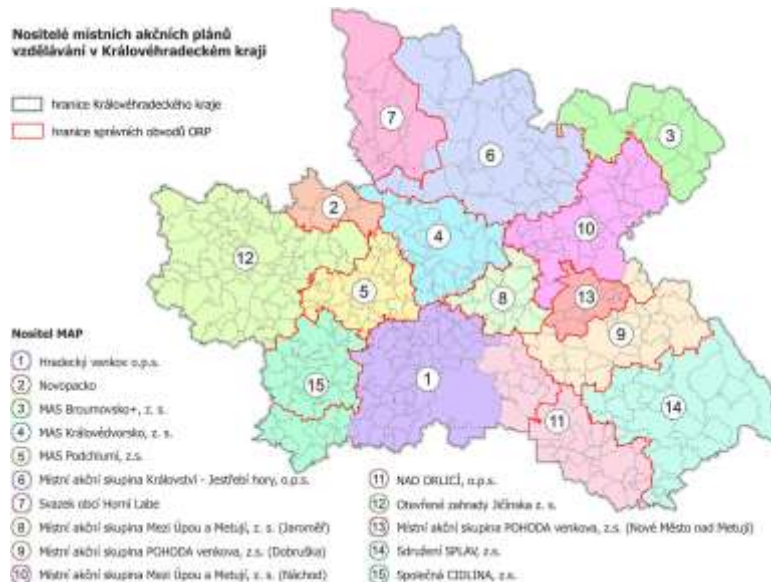 Nositelé místních akčních plánů
vzdělávání v Královéhradeckém kraji
hranice Královéhradeckého kraje
hranice správních obvodů ORP
7
3
6
2
10
4
12
5
13
8
9
15
1
14
11
Nositel MAP
1 Hradecký venkov o.p.s.
2 Novopacko
3 MAS Broumovsko+, z. s.
4 MAS Královédvorsko, z. s.
5 MAS Podchlumí, z.s.
6 Místní akční skupina Království - Jestřebí hory, o.p.s.
7 Svazek obcí Horní Labe
8 Místní akční skupina Mezi Úpou a Metují, z. s. (Jaroměř)
9 Místní akční skupina POHODA venkova, z.s. (Dobruška)
10 Místní akční skupina Mezi Úpou a Metují, z. s. (Náchod)
11 NAD ORLICÍ, o.p.s.
12 Otevřené zahrady Jičínska z. s.
13 Místní akční skupina POHODA venkova, z.s. (Nové Město nad Metují)
14 Sdružení SPLAV, z.s.
15 Společná CIDLINA, z.s.